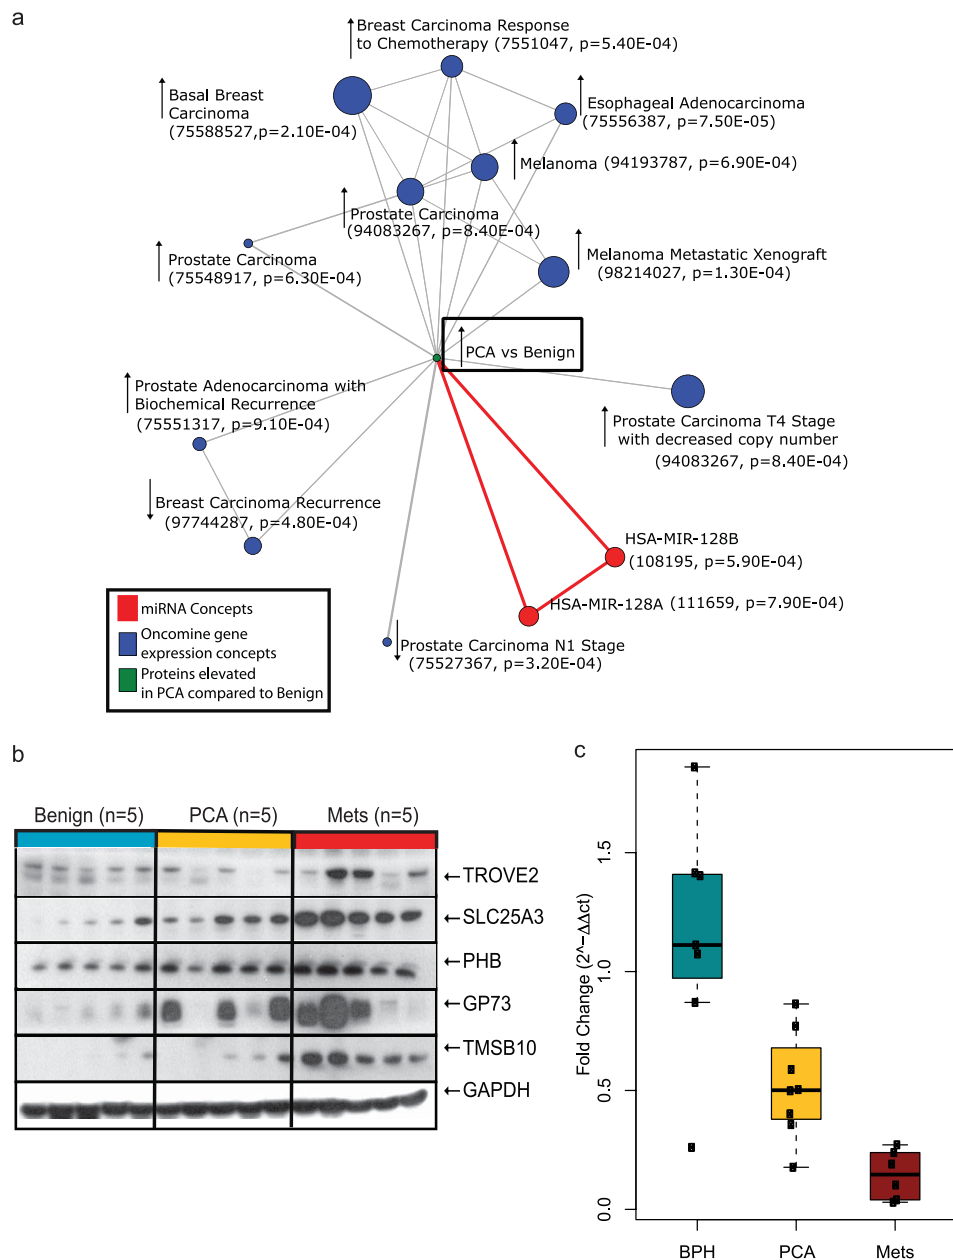 a
Breast Carcinoma Response
to Chemotherapy (7551047, p=5.40E-04)
Basal Breast
Carcinoma
(75588527,p=2.10E-04)
Esophageal Adenocarcinoma
(75556387, p=7.50E-05)
Melanoma (94193787, p=6.90E-04)
Prostate Carcinoma
(94083267, p=8.40E-04)
Prostate Carcinoma
(75548917, p=6.30E-04)
Melanoma Metastatic Xenograft
(98214027, p=1.30E-04)
PCA vs Benign
Prostate Adenocarcinoma with
Biochemical Recurrence
(75551317, p=9.10E-04)
Prostate Carcinoma T4 Stage
with decreased copy number
(94083267, p=8.40E-04)
Breast Carcinoma Recurrence
(97744287, p=4.80E-04)
HSA-MIR-128B
(108195, p=5.90E-04)
HSA-MIR-128A (111659, p=7.90E-04)
Prostate Carcinoma N1 Stage
(75527367, p=3.20E-04)
miRNA Concepts
Oncomine gene
expression concepts
Proteins elevated
in PCA compared to Benign
b
Benign (n=5) PCA (n=5) Mets (n=5)
←TROVE2
←SLC25A3
←PHB
←GP73
←TMSB10
←GAPDH
c
Fold Change (2^-ΔΔct)
1.5
1.0
0.5
0.0
BPH PCA Mets